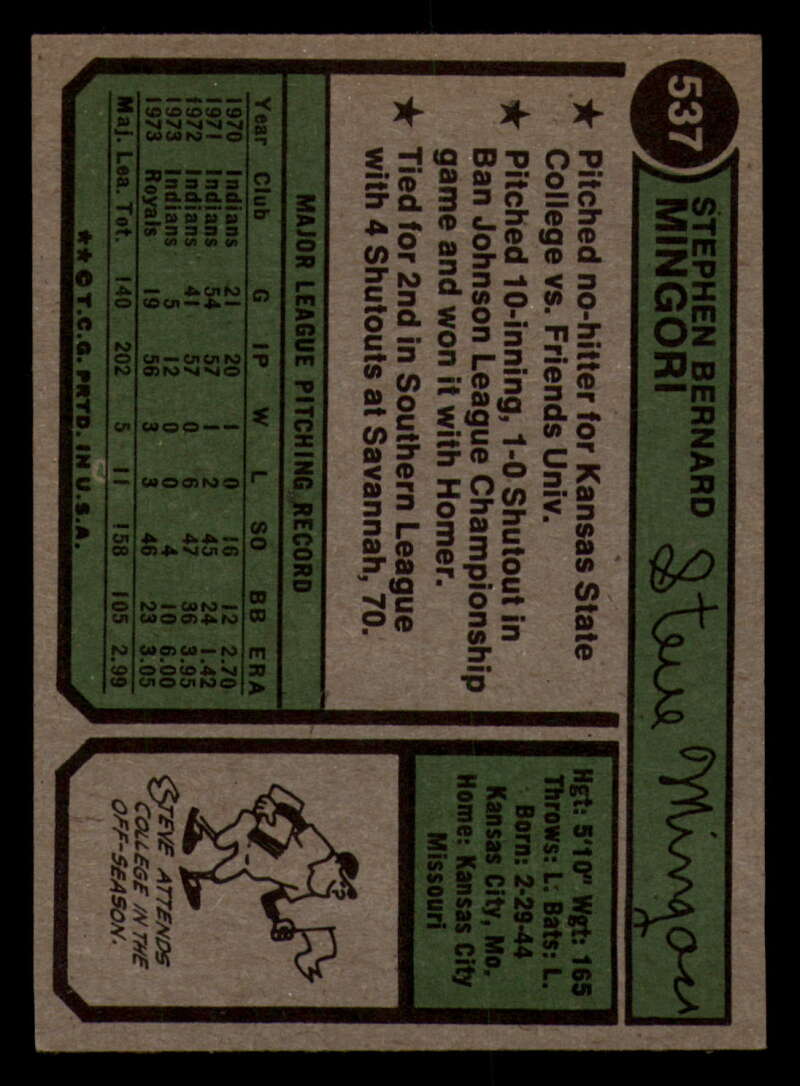 537
STEPHEN BERNARD
MINGORI
Steve Mingori
★ Pitched no-hitter for Kansas State
College vs. Friends Univ.
★ Pitched 10-inning, 1-0 Shutout in
Ban Johnson League Championship
game and won it with Homer.
★ Tied for 2nd in Southern League
with 4 Shutouts at Savannah, 70.
MAJOR LEAGUE PITCHING RECORD
Year Club G IP W L SO BB ERA
1970 Indians 21 20 1 0 16 12 2.70
1971 Indians 54 57 1 2 45 24 1.42
1972 Indians 41 57 0 6 47 36 3.95
1973 Indians 5 12 0 0 4 10 6.00
1973 Royals 19 56 3 3 46 23 3.05
Maj. Lea. Tot. 140 202 5 11 158 105 2.99
**© T.C.G. PRTD. IN U.S.A.
Hgt: 5'10" Wgt: 165
Throws: L. Bats: L.
Born: 2-29-44
Kansas City, Mo.
Home: Kansas City
Missouri
STEVE ATTENDS
COLLEGE IN THE
OFF-SEASON.